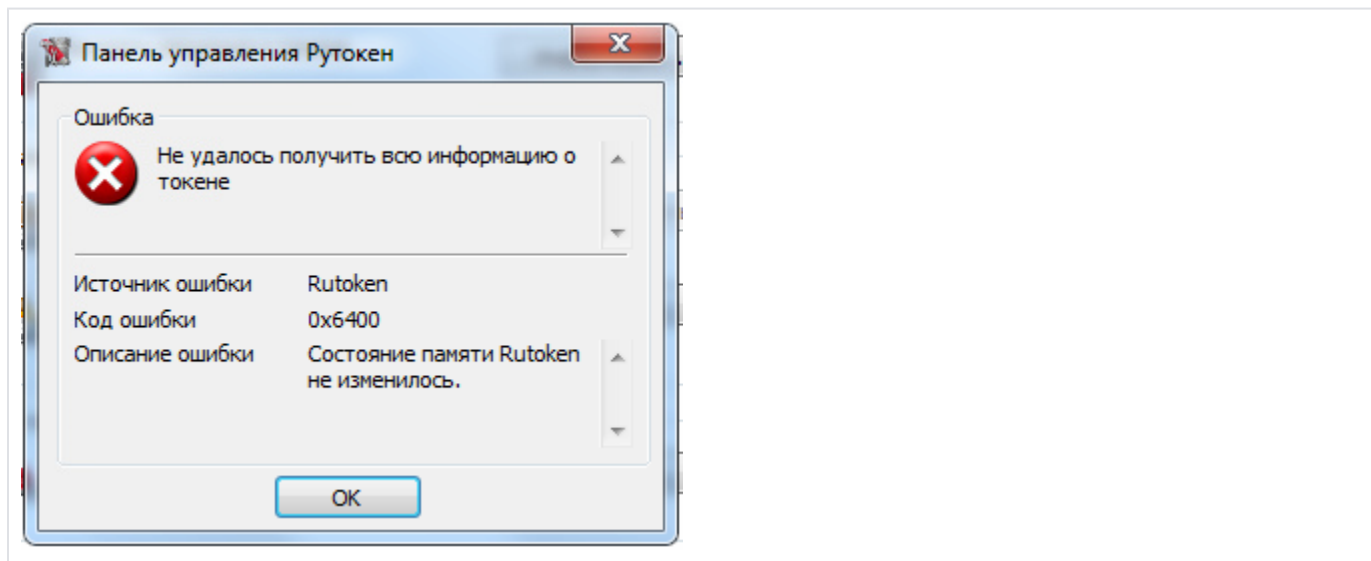 Панель управления Рутокен
Ошибка
Не удалось получить всю информацию о
токене
Источник ошибки Rutoken
Код ошибки 0x6400
Описание ошибки Состояние памяти Rutoken
не изменилось.
OK